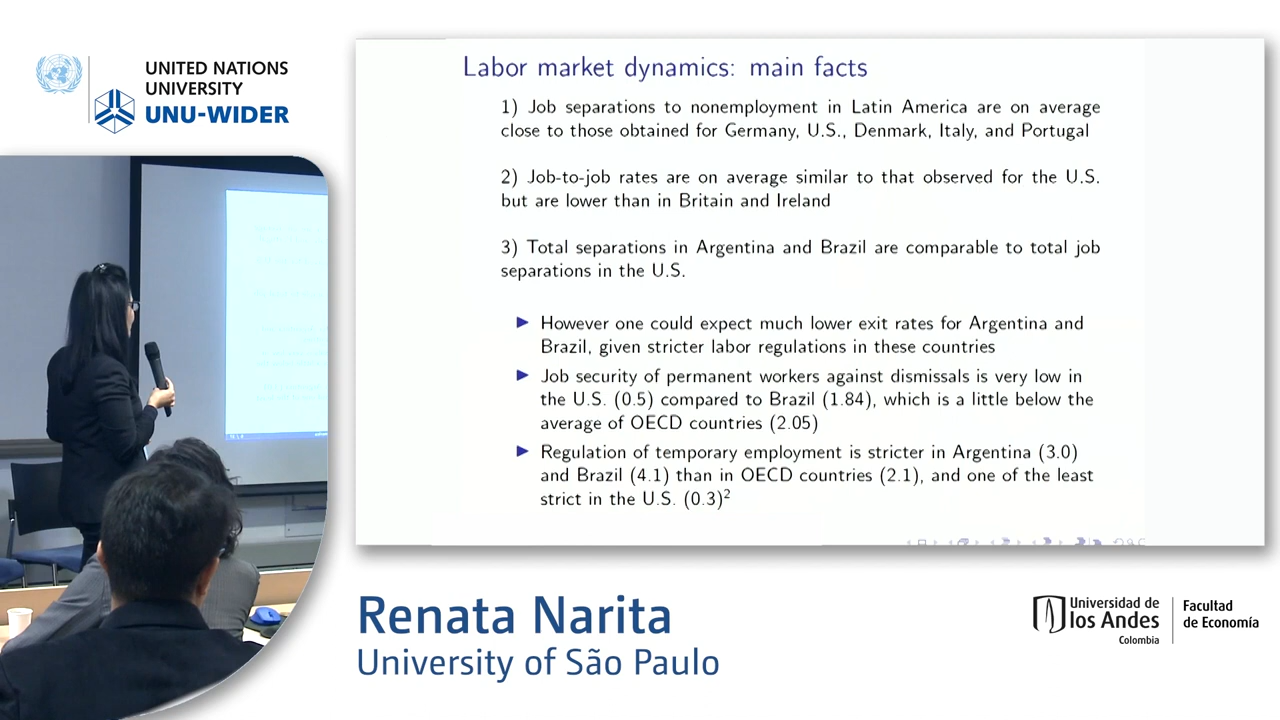 UNITED NATIONS
UNIVERSITY
UNU-WIDER
Labor market dynamics: main facts
1) Job separations to nonemployment in Latin America are on average
close to those obtained for Germany, U.S., Denmark, Italy, and Portugal
2) Job-to-job rates are on average similar to that observed for the U.S.
but are lower than in Britain and Ireland
3) Total separations in Argentina and Brazil are comparable to total job
separations in the U.S.
▶ However one could expect much lower exit rates for Argentina and
Brazil, given stricter labor regulations in these countries
▶ Job security of permanent workers against dismissals is very low in
the U.S. (0.5) compared to Brazil (1.84), which is a little below the
average of OECD countries (2.05)
▶ Regulation of temporary employment is stricter in Argentina (3.0)
and Brazil (4.1) than in OECD countries (2.1), and one of the least
strict in the U.S. (0.3)²
Renata Narita
University of São Paulo
Universidad de
los Andes
Colombia
Facultad
de Economía